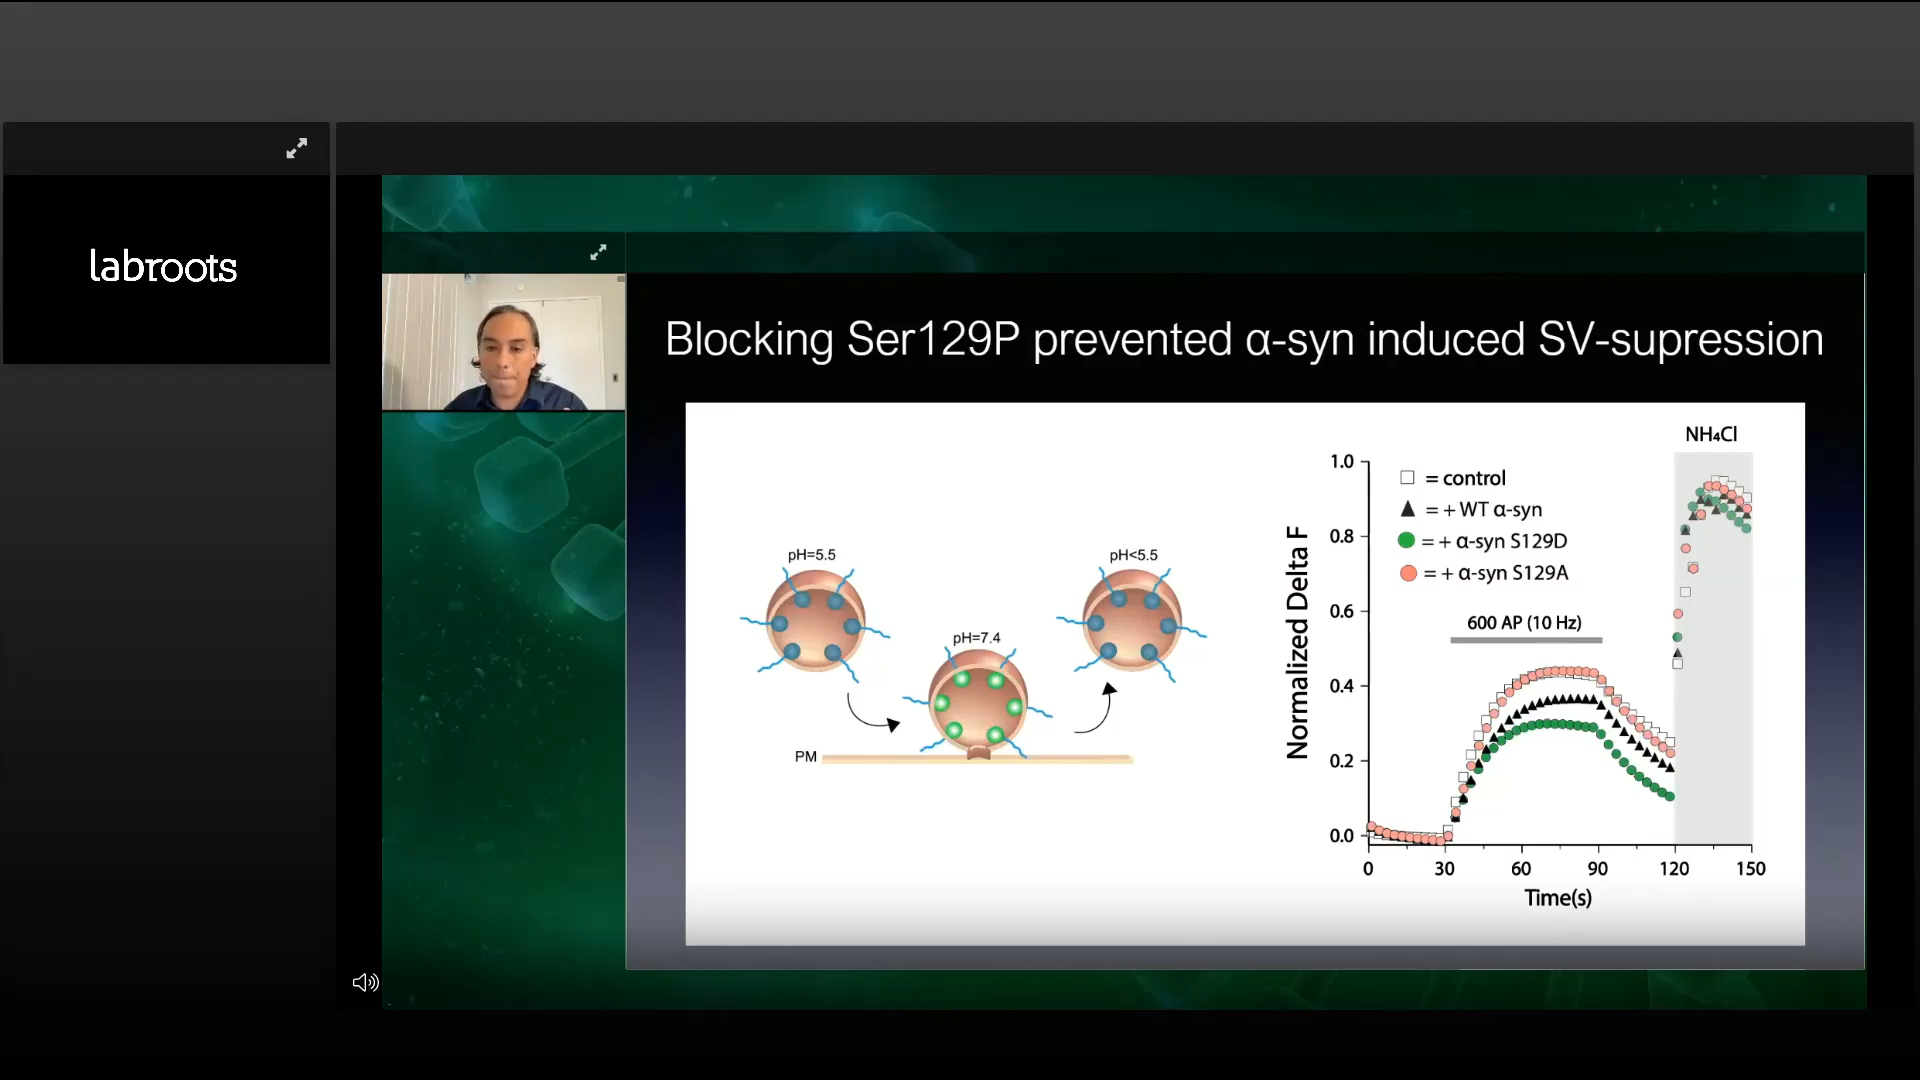 labroots
Blocking Ser129P prevented α-syn induced SV-supression
pH=5.5
pH<5.5
pH=7.4
PM
NH₄Cl
1.0
0.8
0.6
0.4
0.2
0.0
Normalized Delta F
= control
= + WT α-syn
= + α-syn S129D
= + α-syn S129A
600 AP (10 Hz)
0 30 60 90 120 150
Time(s)